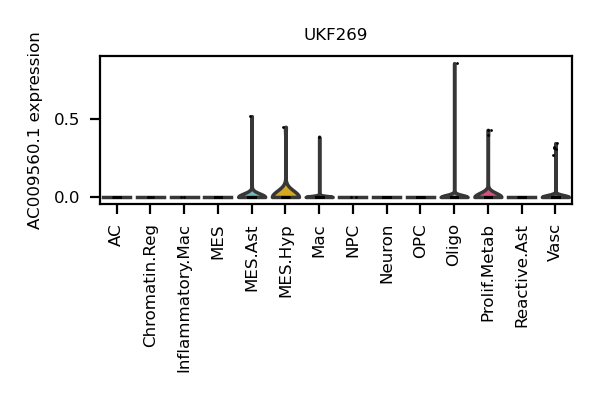 UKF269
AC009560.1 expression
0.5
0.0
AC
Chromatin.Reg
Inflammatory.Mac
MES
MES.Ast
MES.Hyp
Mac
NPC
Neuron
OPC
Oligo
Prolif.Metab
Reactive.Ast
Vasc